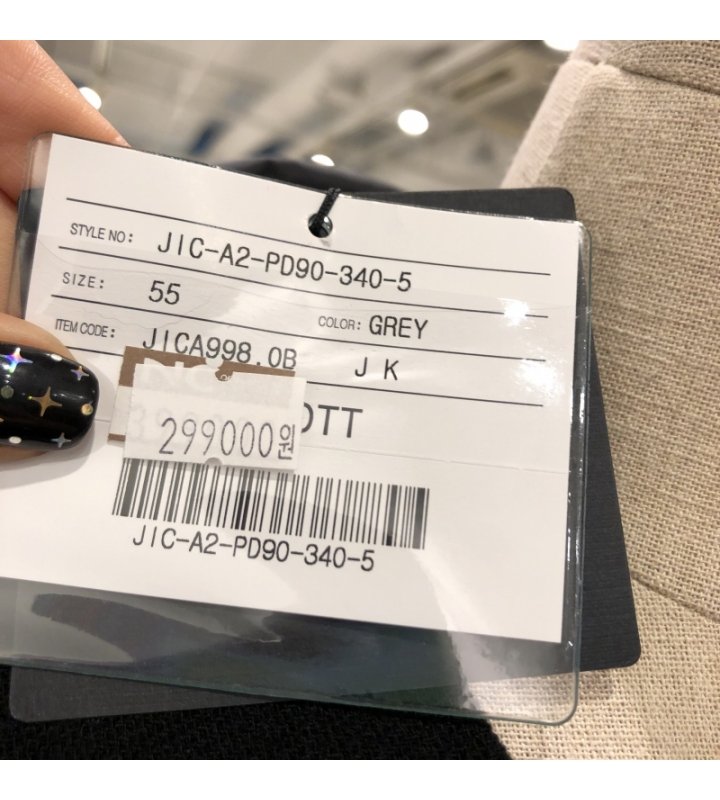 STYLE NO: JIC-A2-PD90-340-5
SIZE: 55 COLOR: GREY
ITEM CODE: JICA998.0B J K
299000원
JIC-A2-PD90-340-5